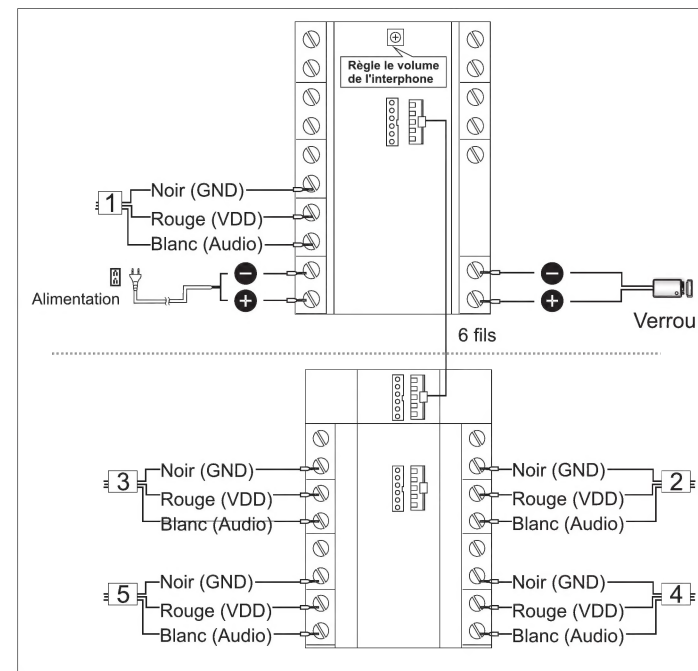 Règle le volume
de l'interphone
1
Noir (GND)
Rouge (VDD)
Blanc (Audio)
Alimentation
−
+
−
+
Verrou
6 fils
3
Noir (GND)
Rouge (VDD)
Blanc (Audio)
Noir (GND)
Rouge (VDD)
Blanc (Audio)
2
5
Noir (GND)
Rouge (VDD)
Blanc (Audio)
Noir (GND)
Rouge (VDD)
Blanc (Audio)
4